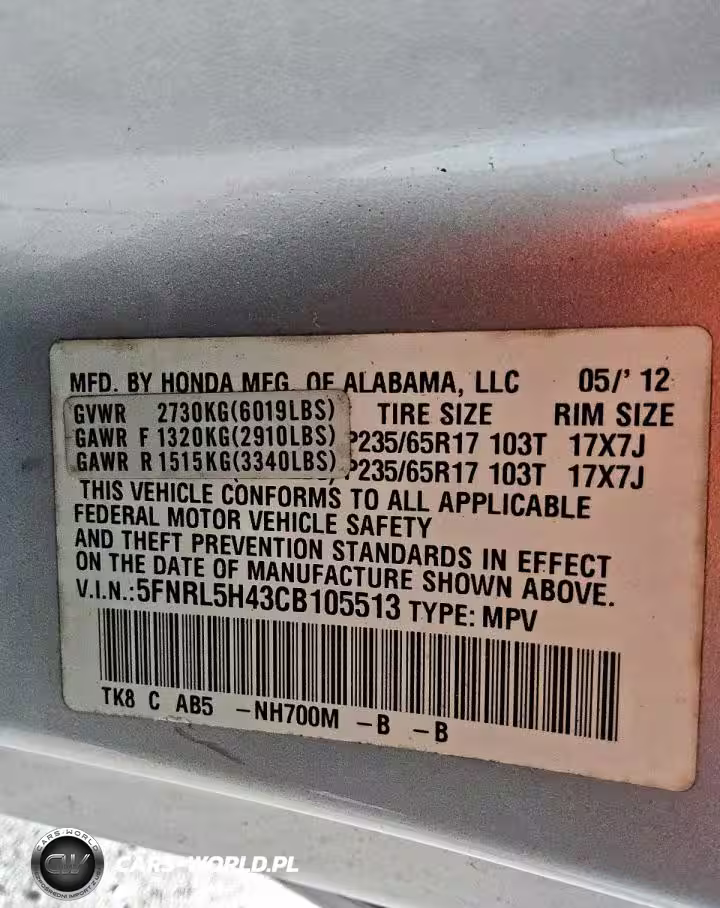 MFD. BY HONDA MFG. OF ALABAMA, LLC 05/' 12
GVWR 2730KG(6019LBS) TIRE SIZE RIM SIZE
GAWR F 1320KG(2910LBS) P235/65R17 103T 17X7J
GAWR R 1515KG(3340LBS) P235/65R17 103T 17X7J
THIS VEHICLE CONFORMS TO ALL APPLICABLE
FEDERAL MOTOR VEHICLE SAFETY
AND THEFT PREVENTION STANDARDS IN EFFECT
ON THE DATE OF MANUFACTURE SHOWN ABOVE.
V.I.N.:5FNRL5H43CB105513 TYPE: MPV
TK8 C AB5 -NH700M -B -B
CARS-WORLD
CW
CARS-WORLD.PL